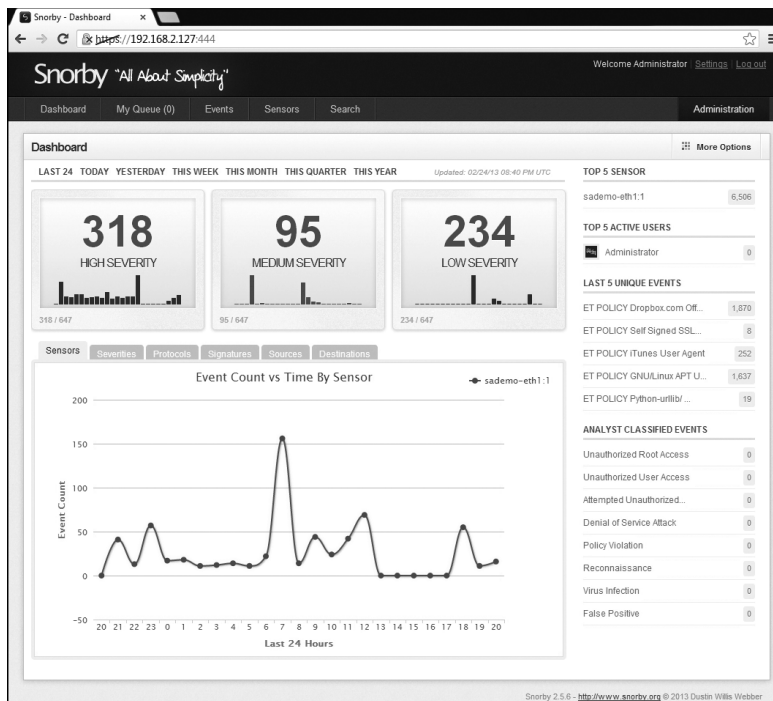 Snorby - Dashboard
https://192.168.2.127:444
Welcome Administrator | Settings | Log out
Snorby "All About Simplicity"
Dashboard My Queue (0) Events Sensors Search Administration
Dashboard
More Options
LAST 24 TODAY YESTERDAY THIS WEEK THIS MONTH THIS QUARTER THIS YEAR
Updated: 02/24/13 08:40 PM UTC
318
HIGH SEVERITY
318 / 647
95
MEDIUM SEVERITY
95 / 647
234
LOW SEVERITY
234 / 647
Sensors Severities Protocols Signatures Sources Destinations
Event Count vs Time By Sensor
sademo-eth1:1
200
150
100
50
0
-50
Event Count
20 21 22 23 0 1 2 3 4 5 6 7 8 9 10 11 12 13 14 15 16 17 18 19 20
Last 24 Hours
TOP 5 SENSOR
sademo-eth1:1 6,506
TOP 5 ACTIVE USERS
Administrator 0
LAST 5 UNIQUE EVENTS
ET POLICY Dropbox.com Off... 1,870
ET POLICY Self Signed SSL... 8
ET POLICY iTunes User Agent 252
ET POLICY GNU/Linux APT U... 1,637
ET POLICY Python-urllib/ ... 19
ANALYST CLASSIFIED EVENTS
Unauthorized Root Access 0
Unauthorized User Access 0
Attempted Unauthorized... 0
Denial of Service Attack 0
Policy Violation 0
Reconnaissance 0
Virus Infection 0
False Positive 0
Snorby 2.5.6 - http://www.snorby.org © 2013 Dustin Willis Webber